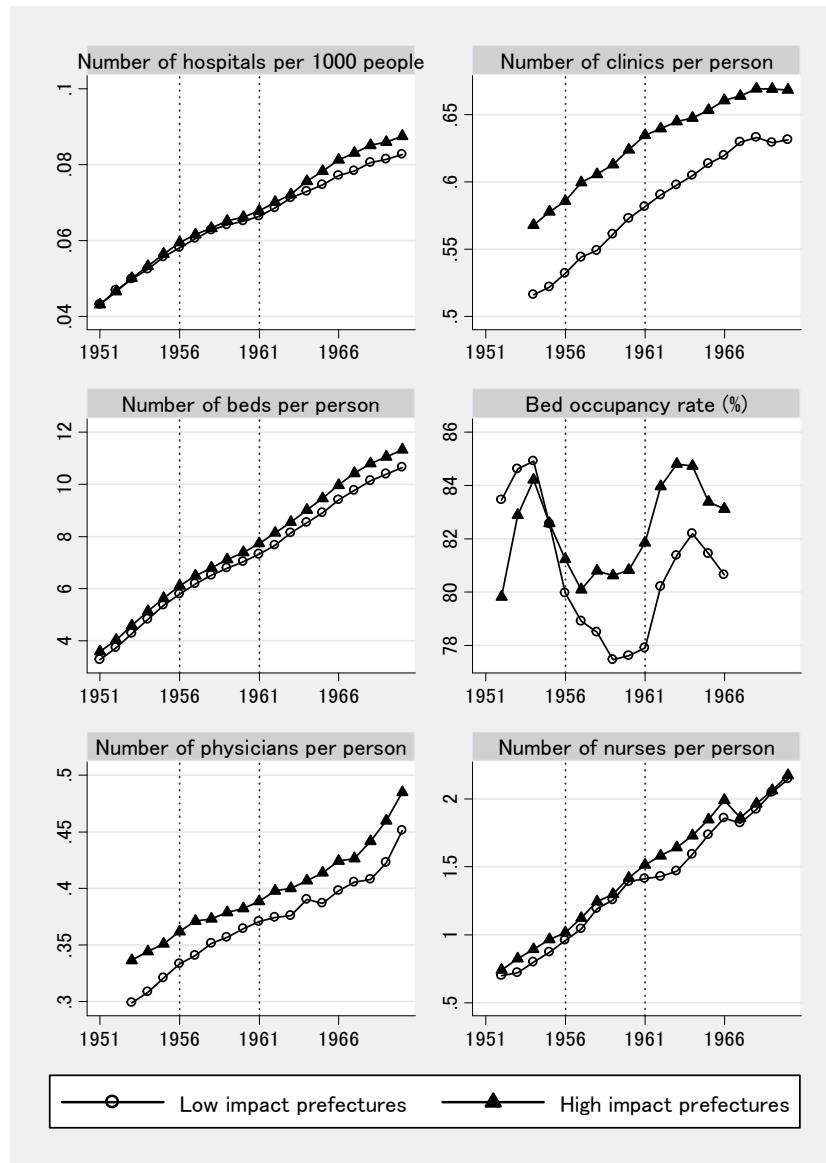 Number of hospitals per 1000 people
.1
.08
.06
.04
1951 1956 1961 1966
Number of clinics per person
.65
.6
.55
.5
1951 1956 1961 1966
Number of beds per person
12
10
8
6
4
1951 1956 1961 1966
Bed occupancy rate (%)
86
84
82
80
78
1951 1956 1961 1966
Number of physicians per person
.5
.45
.4
.35
.3
1951 1956 1961 1966
Number of nurses per person
2
1.5
1
.5
1951 1956 1961 1966
Low impact prefectures
High impact prefectures